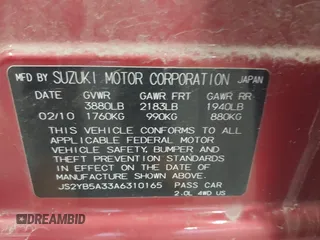 MFD BY SUZUKI MOTOR CORPORATION JAPAN
DATE GVWR GAWR FRT GAWR RR
3880LB 2183LB 1940LB
02/10 1760KG 990KG 880KG
THIS VEHICLE CONFORMS TO ALL
APPLICABLE FEDERAL MOTOR
VEHICLE SAFETY, BUMPER AND
THEFT PREVENTION STANDARDS
IN EFFECT ON THE DATE OF
MANUFACTURE SHOWN ABOVE.
JS2YB5A33A6310165 PASS CAR
2.0L 4WD US
DREAMBID